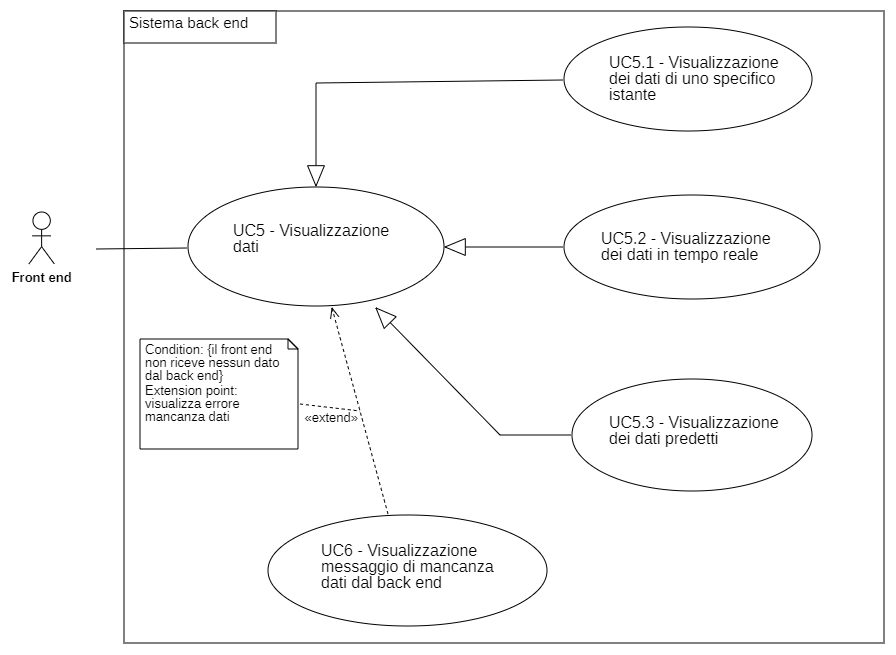 Sistema back end
UC5.1 - Visualizzazione
dei dati di uno specifico
istante
UC5 - Visualizzazione
dati
UC5.2 - Visualizzazione
dei dati in tempo reale
Front end
Condition: {il front end
non riceve nessun dato
dal back end}
Extension point:
visualizza errore
mancanza dati
«extend»
UC5.3 - Visualizzazione
dei dati predetti
UC6 - Visualizzazione
messaggio di mancanza
dati dal back end